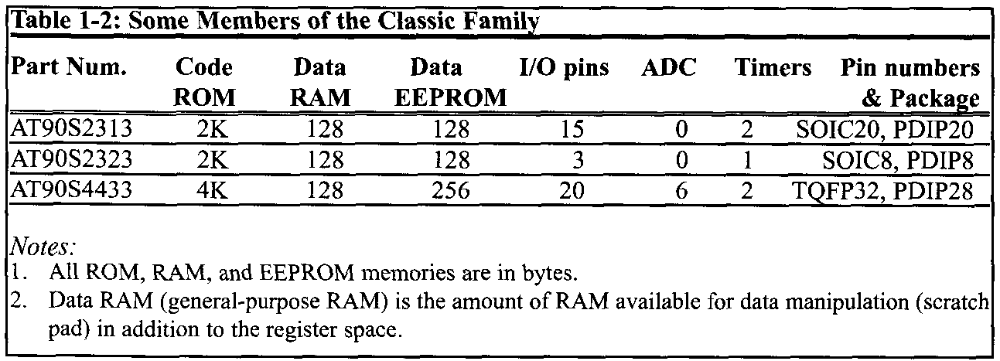 Table 1-2: Some Members of the Classic Family
Part Num. Code Data Data I/O pins ADC Timers Pin numbers
ROM RAM EEPROM & Package
AT90S2313 2K 128 128 15 0 2 SOIC20, PDIP20
AT90S2323 2K 128 128 3 0 1 SOIC8, PDIP8
AT90S4433 4K 128 256 20 6 2 TQFP32, PDIP28
Notes:
1. All ROM, RAM, and EEPROM memories are in bytes.
2. Data RAM (general-purpose RAM) is the amount of RAM available for data manipulation (scratch
pad) in addition to the register space.